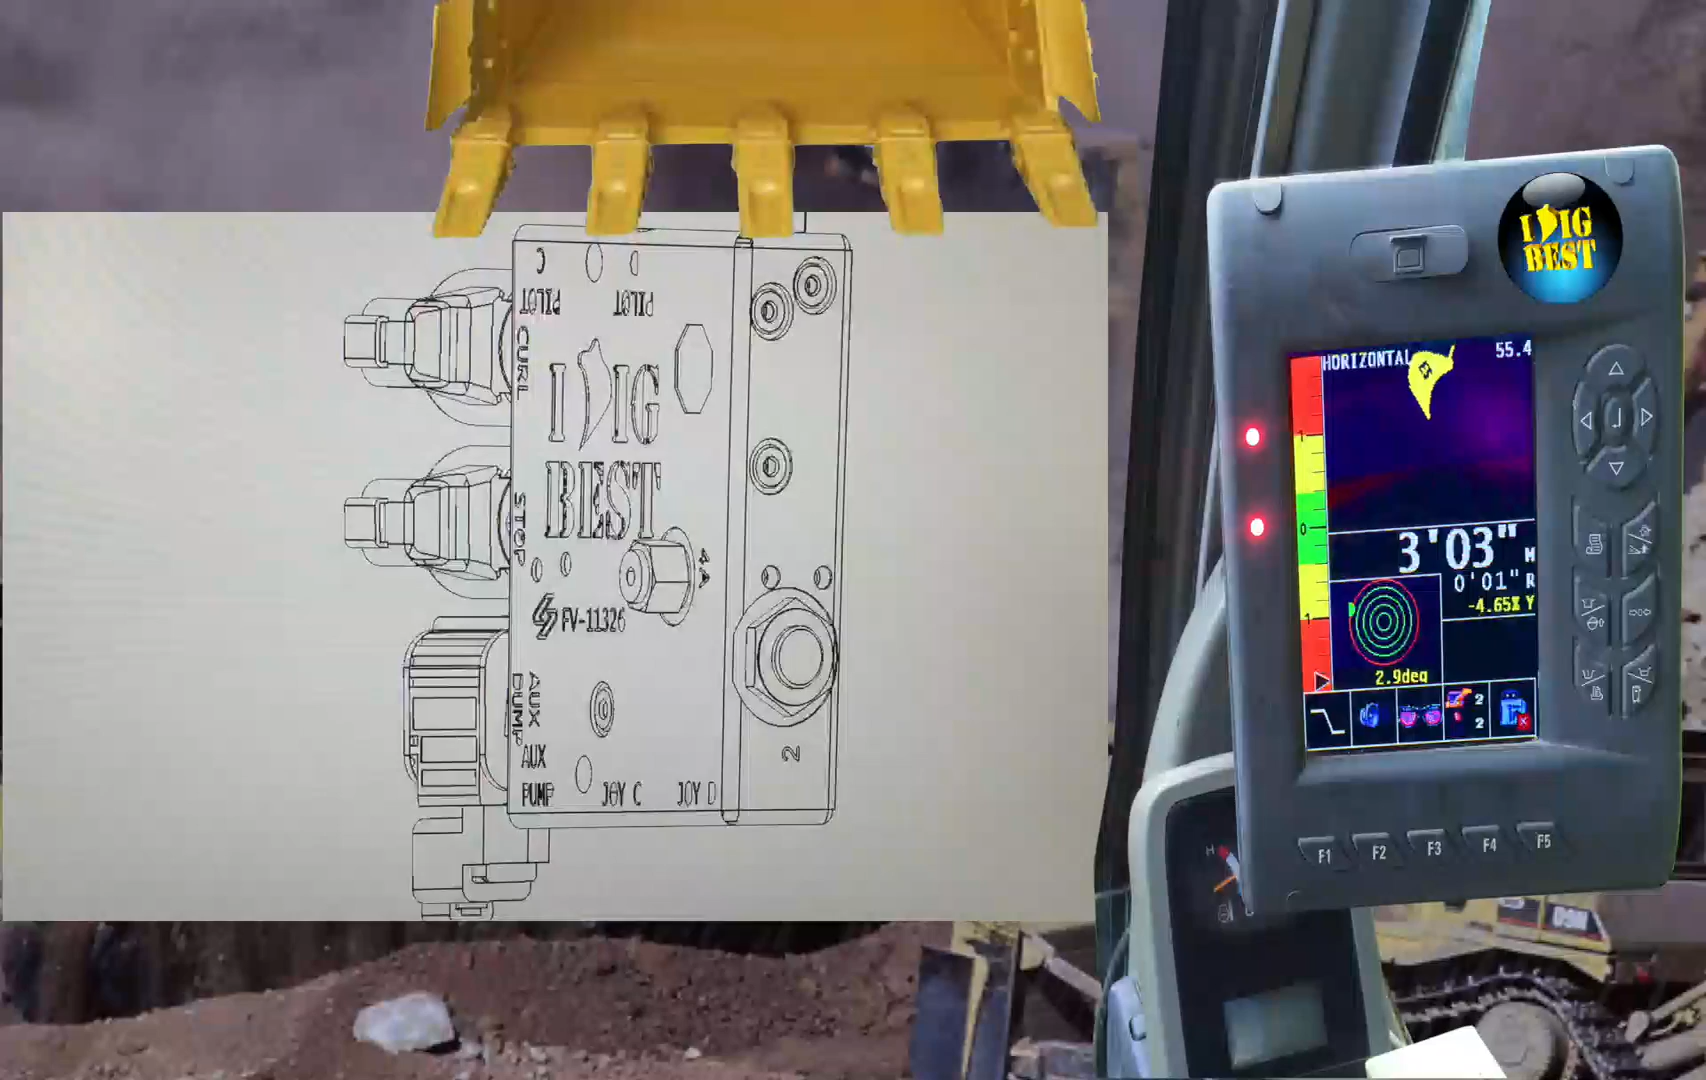 C
PILOT
PILOT
CURL
I DIG
BEST
STOP
4A
FV-11326
AUX
DUMP
AUX
PUMP
JOY C
JOY D
2
I DIG
BEST
HORIZONTAL
55.4
1
0
1
3'03" H
0'01" R
-4.65% Y
2.9deg
2
2
F1
F2
F3
F4
F5
H